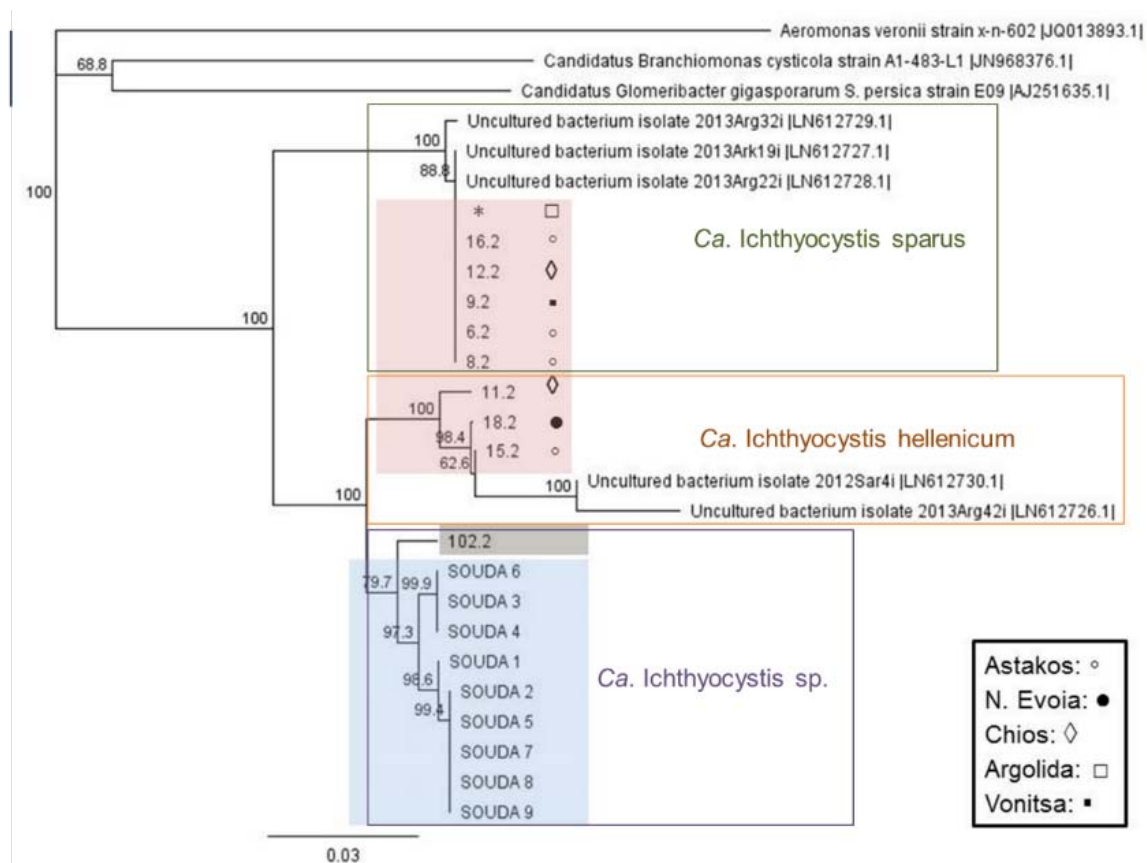 Aeromonas veronii strain x-n-602 |JQ013893.1|
68.8
Candidatus Branchiomonas cysticola strain A1-483-L1 |JN968376.1|
Candidatus Glomeribacter gigasporarum S. persica strain E09 |AJ251635.1|
Uncultured bacterium isolate 2013Arg32i |LN612729.1|
100
Uncultured bacterium isolate 2013Ark19i |LN612727.1|
88.8
Uncultured bacterium isolate 2013Arg22i |LN612728.1|
100
* □
Ca. Ichthyocystis sparus
16.2 ○
12.2 ◊
9.2 ▪
100
6.2 ○
8.2 ○
11.2 ◊
100
18.2 ●
Ca. Ichthyocystis hellenicum
98.4
15.2 ○
62.6
100
Uncultured bacterium isolate 2012Sar4i |LN612730.1|
100
Uncultured bacterium isolate 2013Arg42i |LN612726.1|
102.2
79.7
99.9
SOUDA 6
SOUDA 3
97.3
SOUDA 4
SOUDA 1
98.6
Ca. Ichthyocystis sp.
SOUDA 2
99.4
SOUDA 5
SOUDA 7
SOUDA 8
SOUDA 9
0.03
Astakos: ○
N. Evoia: ●
Chios: ◊
Argolida: □
Vonitsa: ▪